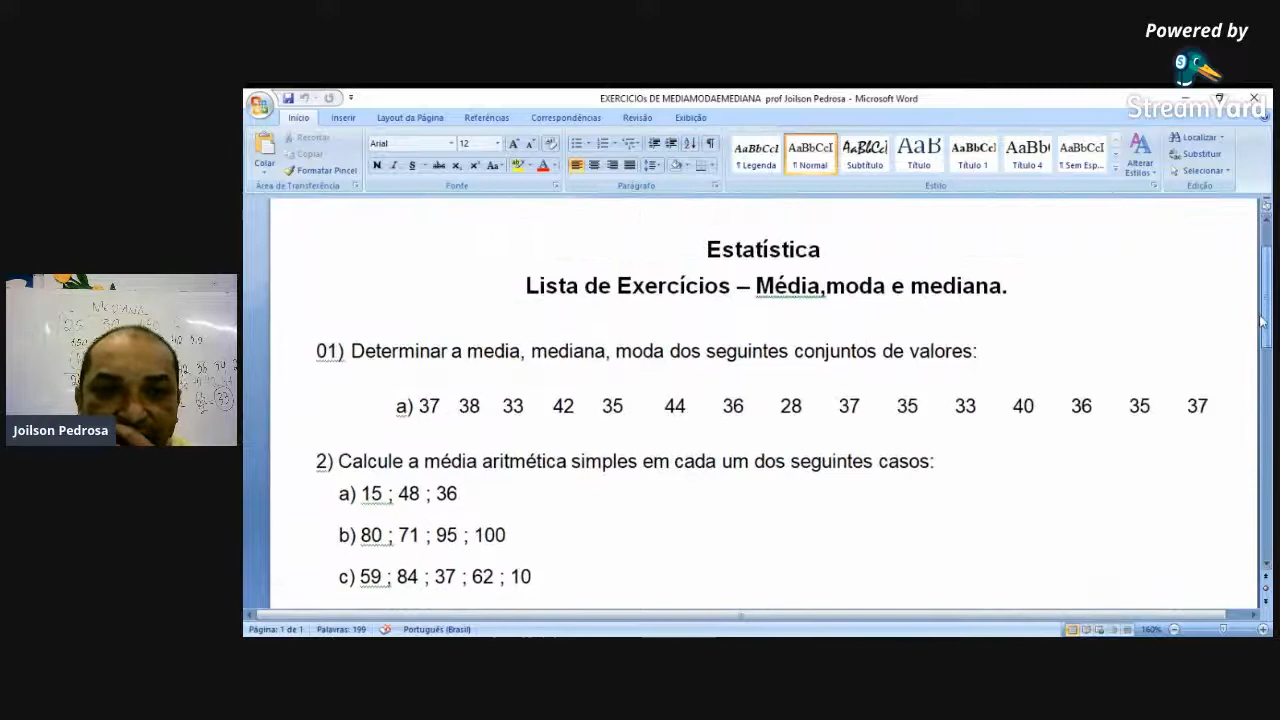 Powered by
StreamYard
EXERCICIOs DE MEDIAMODAEMEDIANA prof Joilson Pedrosa - Microsoft Word
Início Inserir Layout da Página Referências Correspondências Revisão Exibição
Colar
Recortar
Copiar
Formatar Pincel
Área de Transferência
Arial 12
Fonte
Parágrafo
AaBbCcI AaBbCcI AaBbCcI AaB AaBbCcI AaBbC AaBbCcI
¶ Legenda ¶ Normal Subtítulo Título Título 1 Título 4 ¶ Sem Esp...
Alterar Estilos
Estilo
Localizar
Substituir
Selecionar
Edição
Estatística
Lista de Exercícios – Média,moda e mediana.
01) Determinar a media, mediana, moda dos seguintes conjuntos de valores:
a) 37 38 33 42 35 44 36 28 37 35 33 40 36 35 37
2) Calcule a média aritmética simples em cada um dos seguintes casos:
a) 15 ; 48 ; 36
b) 80 ; 71 ; 95 ; 100
c) 59 ; 84 ; 37 ; 62 ; 10
MEDIANA
Joilson Pedrosa
Página: 1 de 1 Palavras: 199 Português (Brasil) 160%